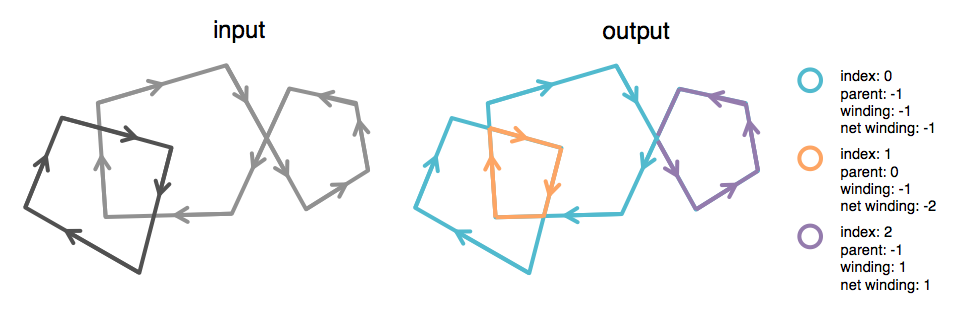 input
output
index: 0
parent: -1
winding: -1
net winding: -1
index: 1
parent: 0
winding: -1
net winding: -2
index: 2
parent: -1
winding: 1
net winding: 1